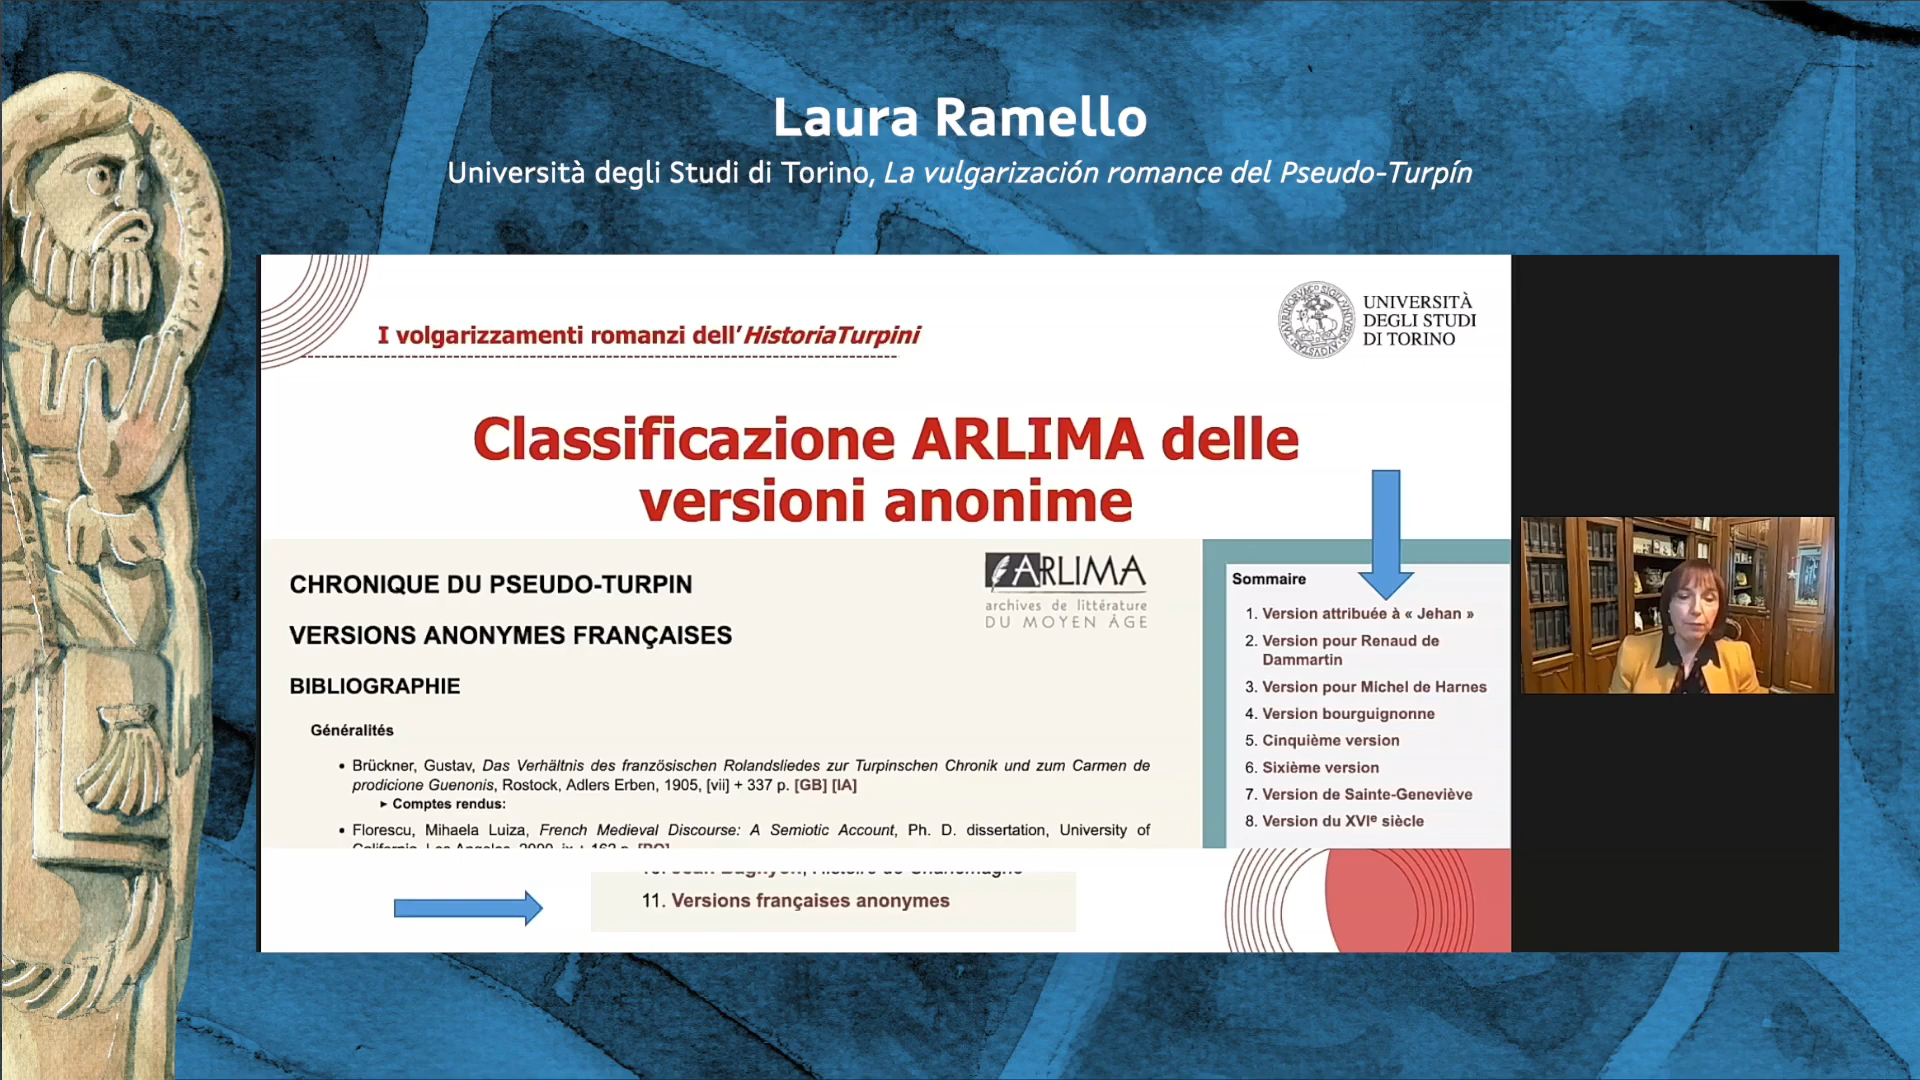 Laura Ramello
Università degli Studi di Torino, La vulgarización romance del Pseudo-Turpín
I volgarizzamenti romanzi dell’HistoriaTurpini
UNIVERSITÀ
DEGLI STUDI
DI TORINO
Classificazione ARLIMA delle
versioni anonime
CHRONIQUE DU PSEUDO-TURPIN
VERSIONS ANONYMES FRANÇAISES
BIBLIOGRAPHIE
ARLIMA
archives de littérature
DU MOYEN ÂGE
Généralités
• Brückner, Gustav, Das Verhältnis des französischen Rolandsliedes zur Turpinschen Chronik und zum Carmen de
prodicione Guenonis, Rostock, Adlers Erben, 1905, [vii] + 337 p. [GB] [IA]
▸ Comptes rendus:
• Florescu, Mihaela Luiza, French Medieval Discourse: A Semiotic Account, Ph. D. dissertation, University of
Sommaire
1. Version attribuée à « Jehan »
2. Version pour Renaud de
Dammartin
3. Version pour Michel de Harnes
4. Version bourguignonne
5. Cinquième version
6. Sixième version
7. Version de Sainte-Geneviève
8. Version du XVIe siècle
11. Versions françaises anonymes